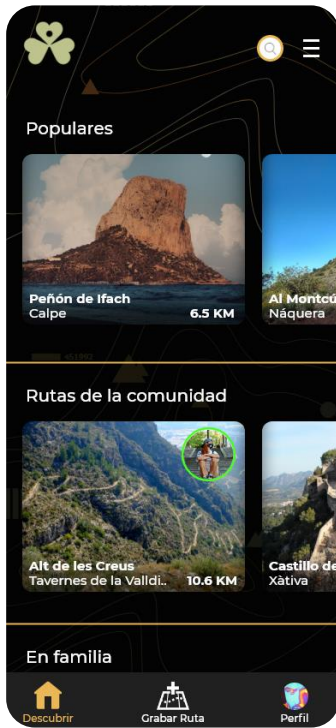 Populares
Peñón de Ifach
Calpe 6.5 KM
Al Montcú
Náquera
451992
Rutas de la comunidad
Alt de les Creus
Tavernes de la Valldi.. 10.6 KM
Castillo de
Xàtiva
En familia
Descubrir Grabar Ruta Perfil